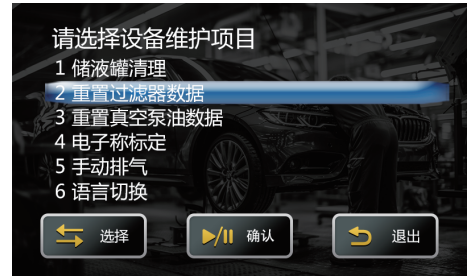 请选择设备维护项目
1 储液罐清理
2 重置过滤器数据
3 重置真空泵油数据
4 电子称标定
5 手动排气
6 语言切换
选择 确认 退出